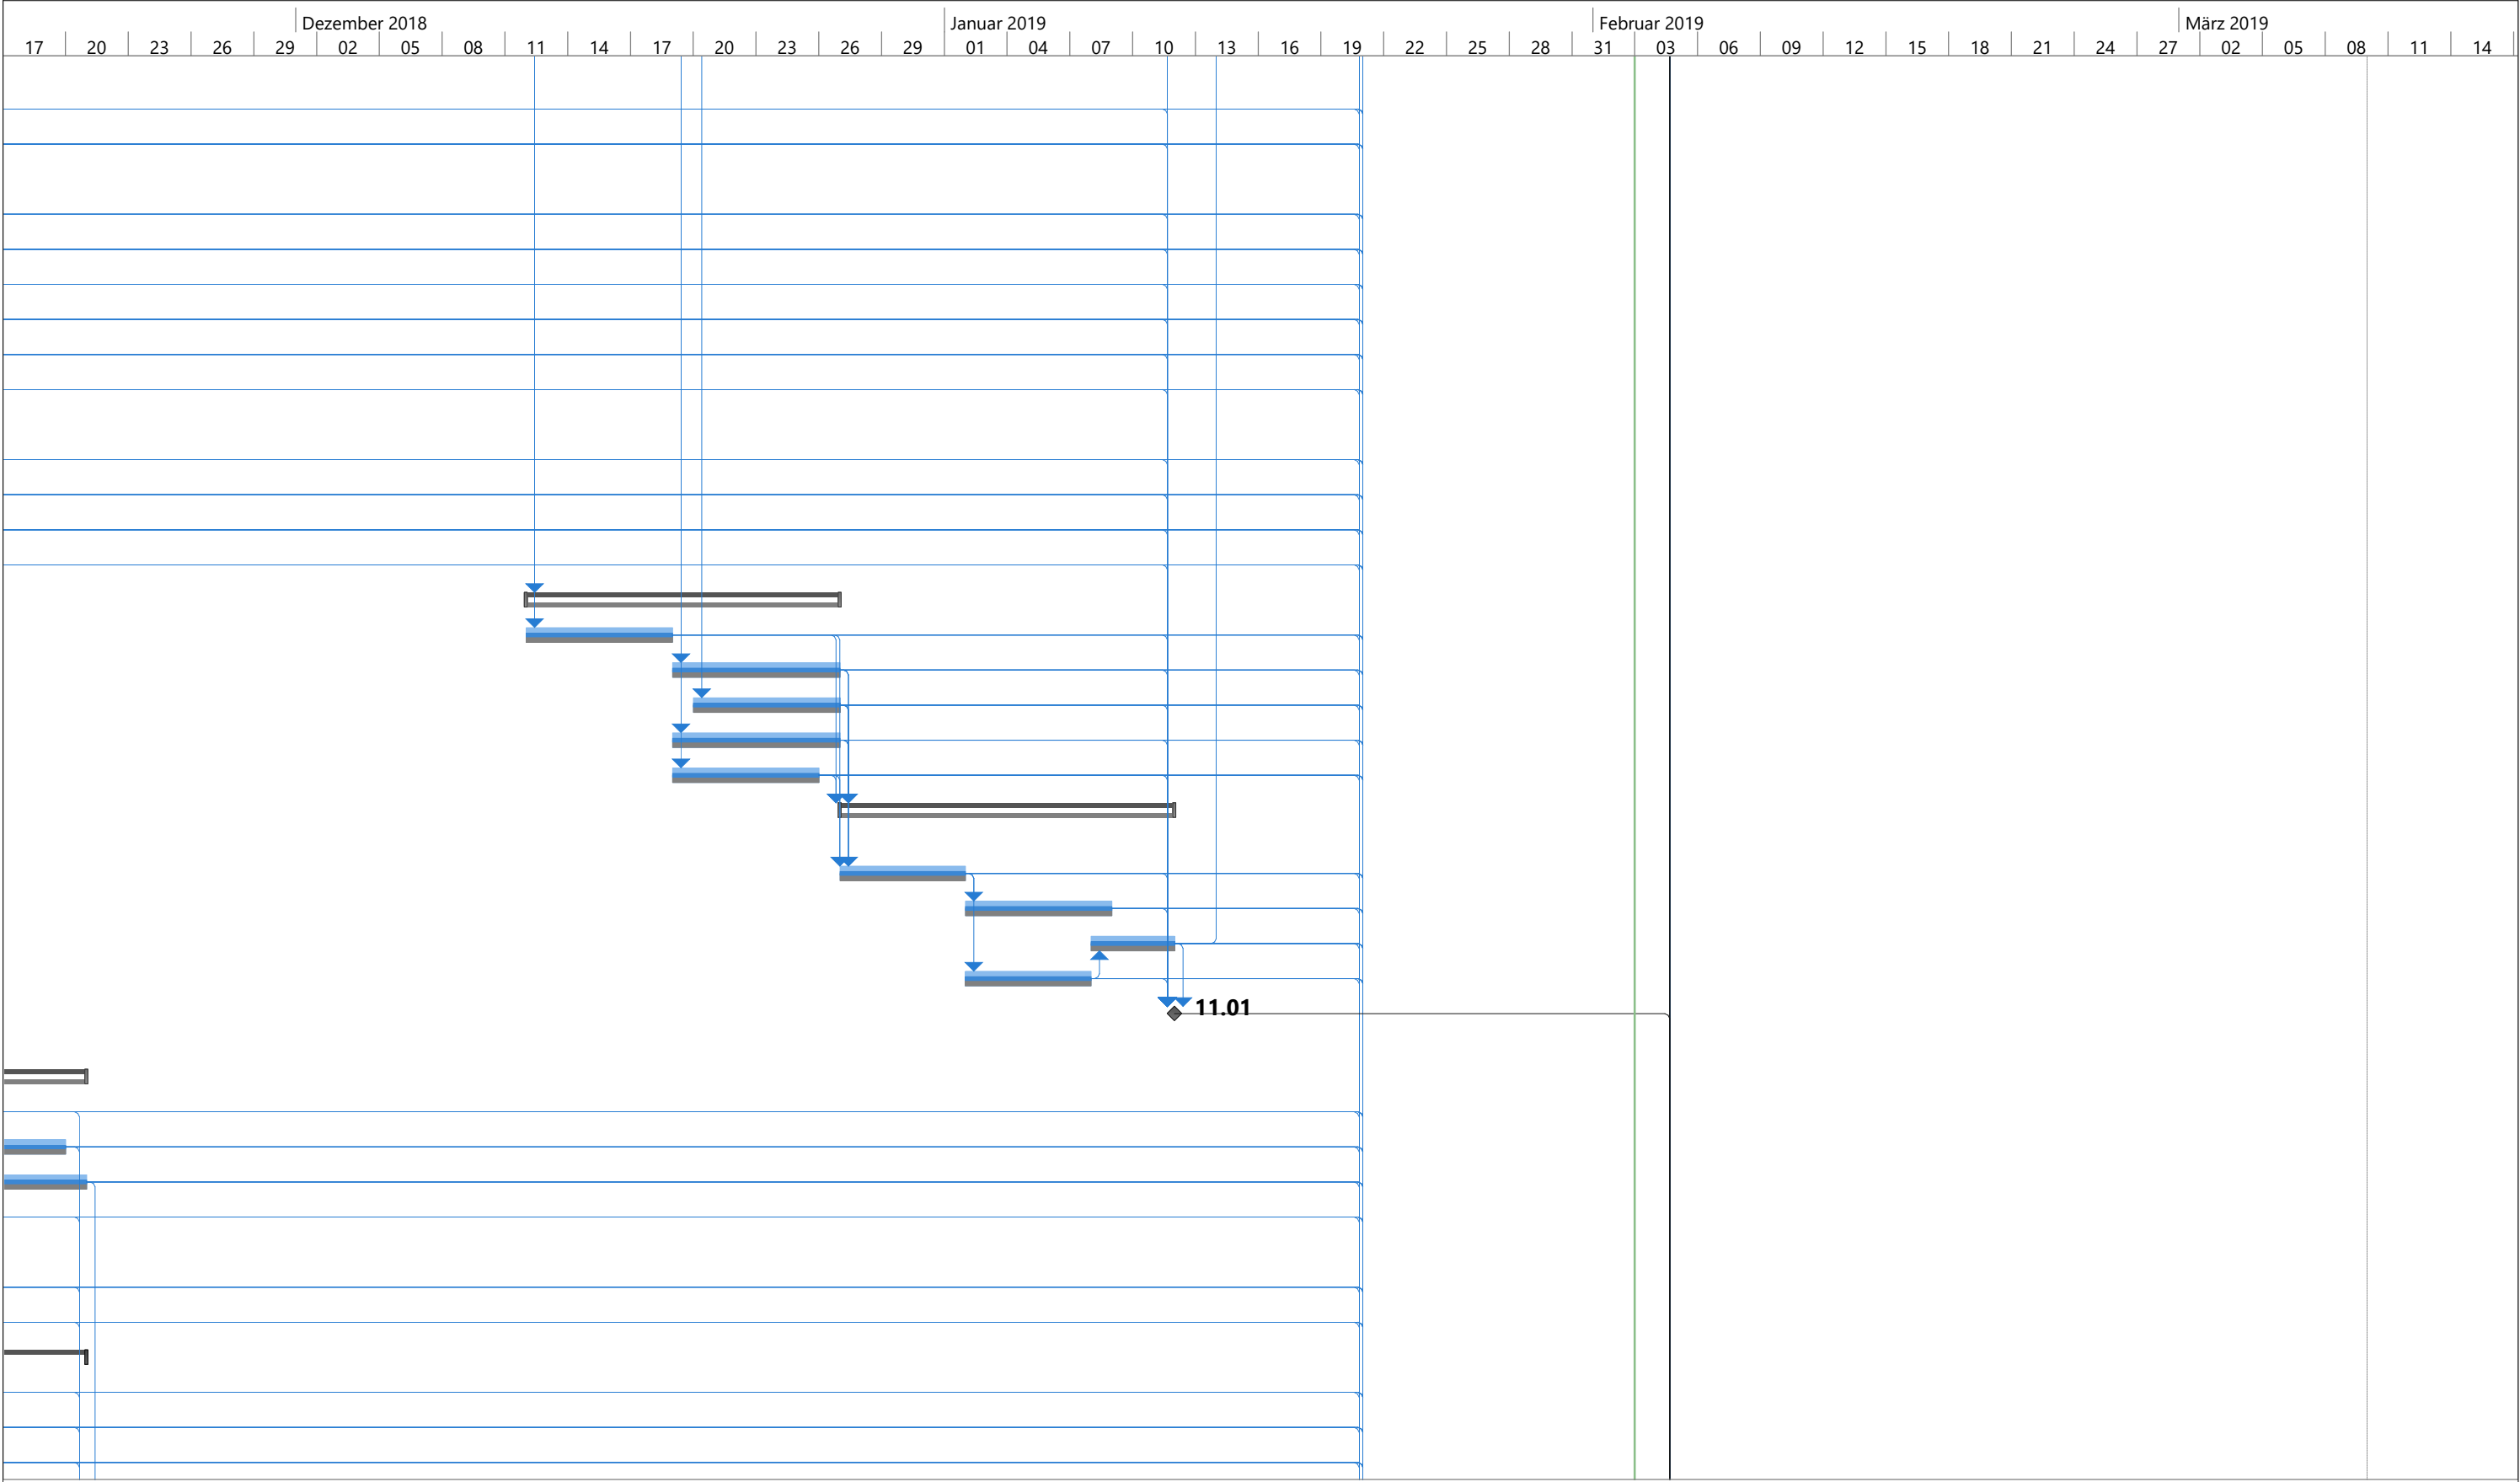 Dezember 2018 Januar 2019 Februar 2019 März 2019
17 20 23 26 29 02 05 08 11 14 17 20 23 26 29 01 04 07 10 13 16 19 22 25 28 31 03 06 09 12 15 18 21 24 27 02 05 08 11 14
11.01